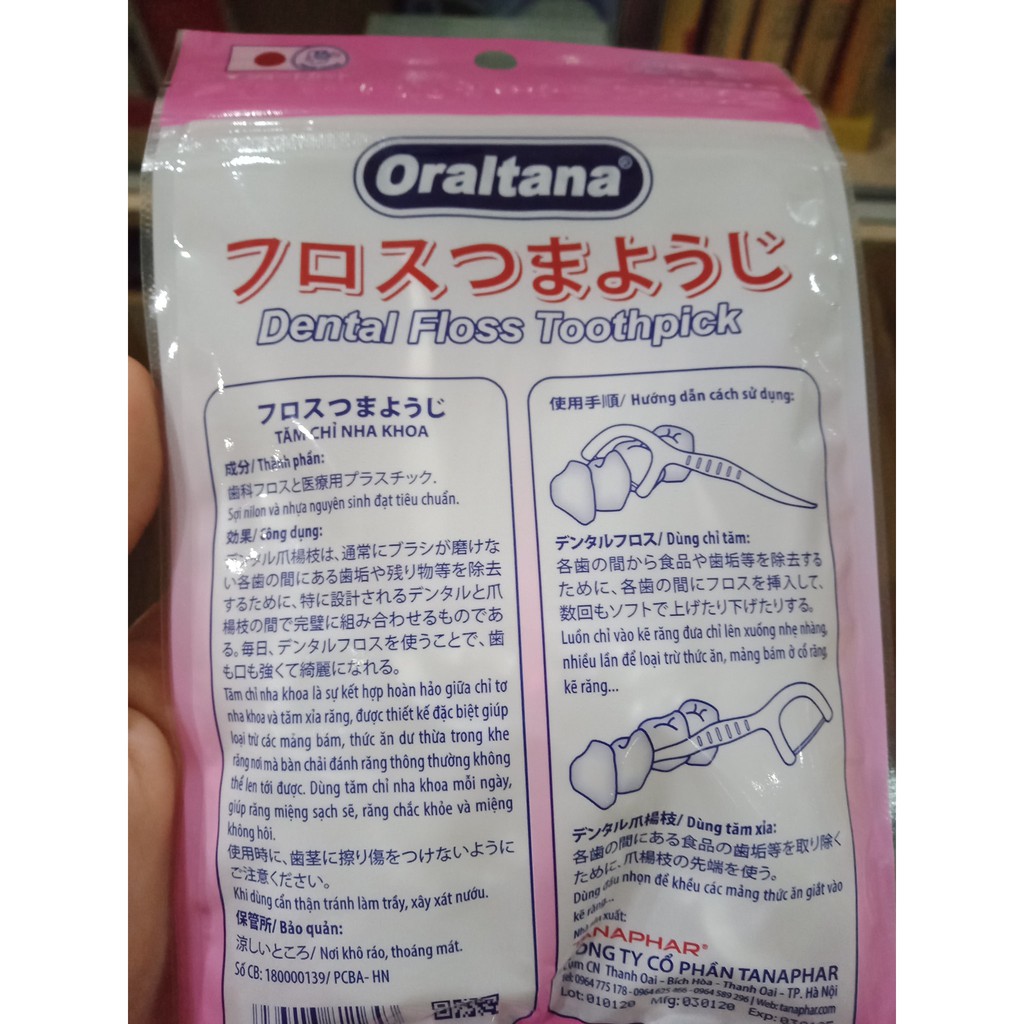 Oraltana®
フロスつまようじ
Dental Floss Toothpick
フロスつまようじ
TĂM CHỈ NHA KHOA
成分/ Thành phần:
歯科フロスと医療用プラスチック.
Sợi nilon và nhựa nguyên sinh đạt tiêu chuẩn.
効果/ Công dụng:
デンタル爪楊枝は、通常にブラシが磨けな
い各歯の間にある歯垢や残り物等を除去
するために、特に設計されるデンタルと爪
楊枝の間で完璧に組み合わせるものであ
る。毎日、デンタルフロスを使うことで、歯
も口も強くて綺麗になれる。
Tăm chỉ nha khoa là sự kết hợp hoàn hảo giữa chỉ tơ
nha khoa và tăm xỉa răng, được thiết kế đặc biệt giúp
loại trừ các mảng bám, thức ăn dư thừa trong khe
răng nơi mà bàn chải đánh răng thông thường không
thể len tới được. Dùng tăm chỉ nha khoa mỗi ngày,
giúp răng miệng sạch sẽ, răng chắc khỏe và miệng
không hôi.
使用時に、歯茎に擦り傷をつけないように
ご注意ください。
Khi dùng cẩn thận tránh làm trầy, xây xát nướu.
保管所/ Bảo quản:
涼しいところ/ Nơi khô ráo, thoáng mát.
Số CB: 180000139/ PCBA- HN
使用手順/ Hướng dẫn cách sử dụng:
デンタルフロス/ Dùng chỉ tăm:
各歯の間から食品や歯垢等を除去する
ために、各歯の間にフロスを挿入して、
数回もソフトで上げたり下げたりする。
Luồn chỉ vào kẽ răng đưa chỉ lên xuống nhẹ nhàng
nhiều lần để loại trừ thức ăn, mảng bám ở cổ răng
kẽ răng...
デンタル爪楊枝/ Dùng tăm xỉa:
各歯の間にある食品の歯垢等を取り除く
ために、爪楊枝の先端を使う。
Dùng đầu nhọn để khều các mảng thức ăn giắt vào
kẽ răng...
Nhà sản xuất:
TANAPHAR®
CÔNG TY CỔ PHẦN TANAPHAR
CN Thanh Oai - Bích Hòa - Thanh Oai - TP. Hà Nội
0964 775 178 - 0964 589 296 | Web: tanaphar.com
Lot: 010120 Mfg: 030120 Exp: